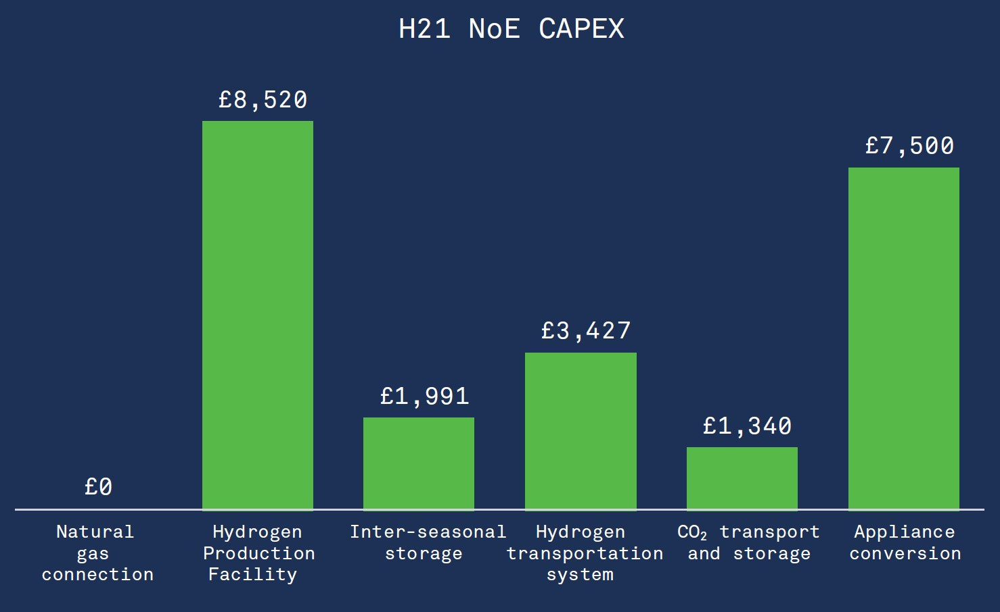 H21 NoE CAPEX
£8,520
£7,500
£3,427
£1,991
£1,340
£0
Natural
gas
connection
Hydrogen
Production
Facility
Inter-seasonal
storage
Hydrogen
transportation
system
CO₂ transport
and storage
Appliance
conversion